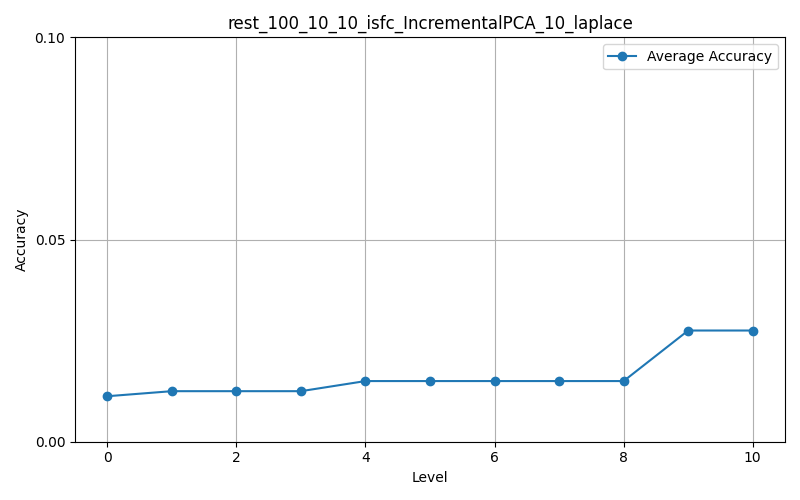 rest_100_10_10_isfc_IncrementalPCA_10_laplace
Average Accuracy
0.10
0.05
0.00
Accuracy
0 2 4 6 8 10
Level